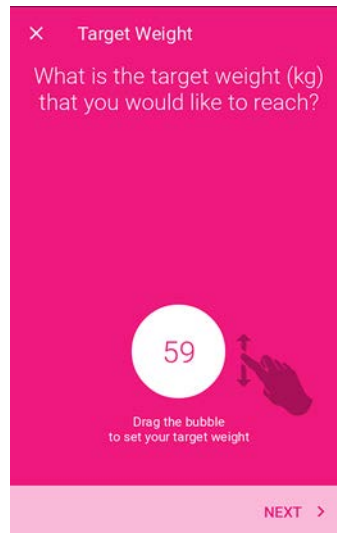 Target Weight
What is the target weight (kg)
that you would like to reach?
59
Drag the bubble
to set your target weight
NEXT